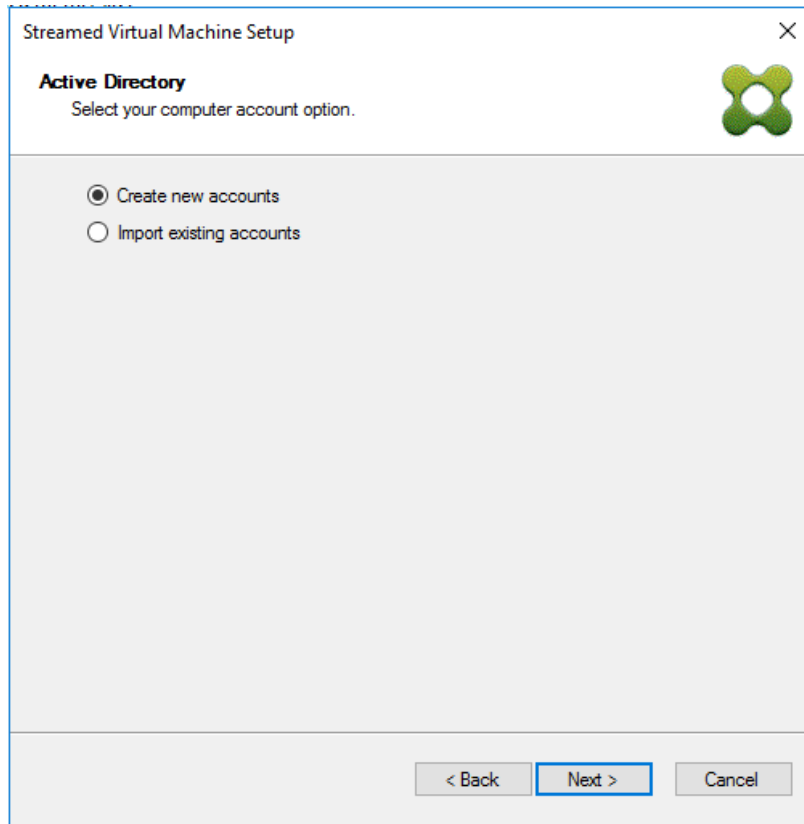 Streamed Virtual Machine Setup
Active Directory
Select your computer account option.
Create new accounts
Import existing accounts
< Back
Next >
Cancel